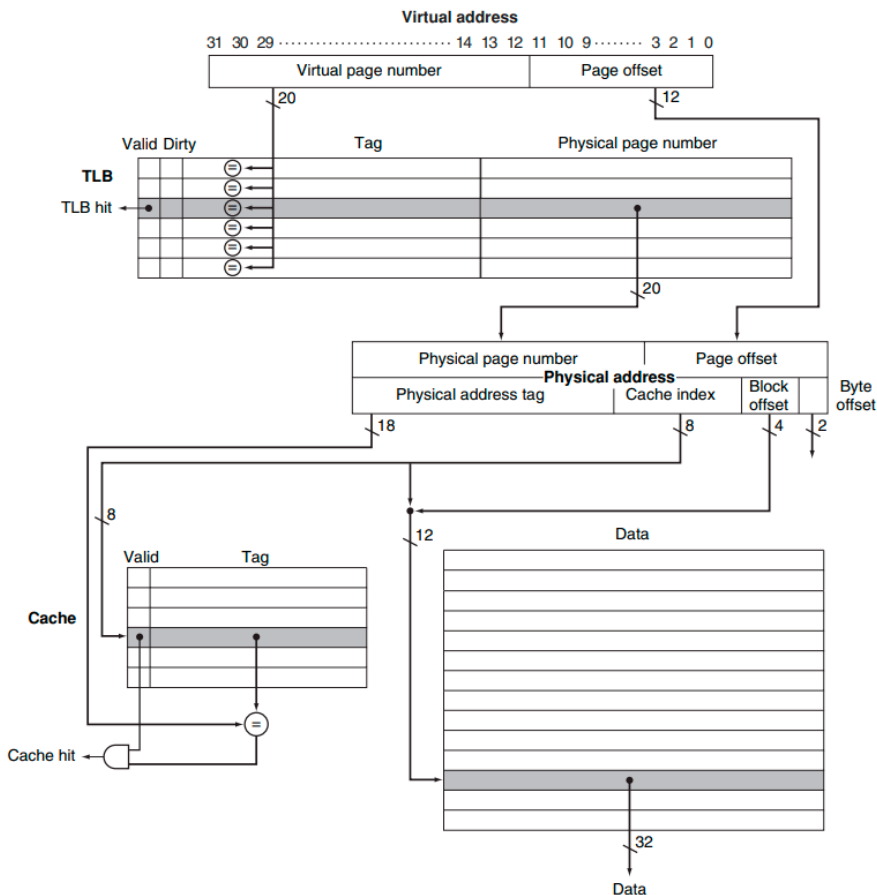 Virtual address
31 30 29 ........................................ 14 13 12 11 10 9 ........ 3 2 1 0
Virtual page number Page offset
20 12
Valid Dirty Tag Physical page number
TLB
=
=
TLB hit =
=
=
=
20
Physical page number Page offset
Physical address
Physical address tag Cache index Block offset Byte offset
18 8 4 2
8 12
Data
Valid Tag
Cache
=
Cache hit
32
Data